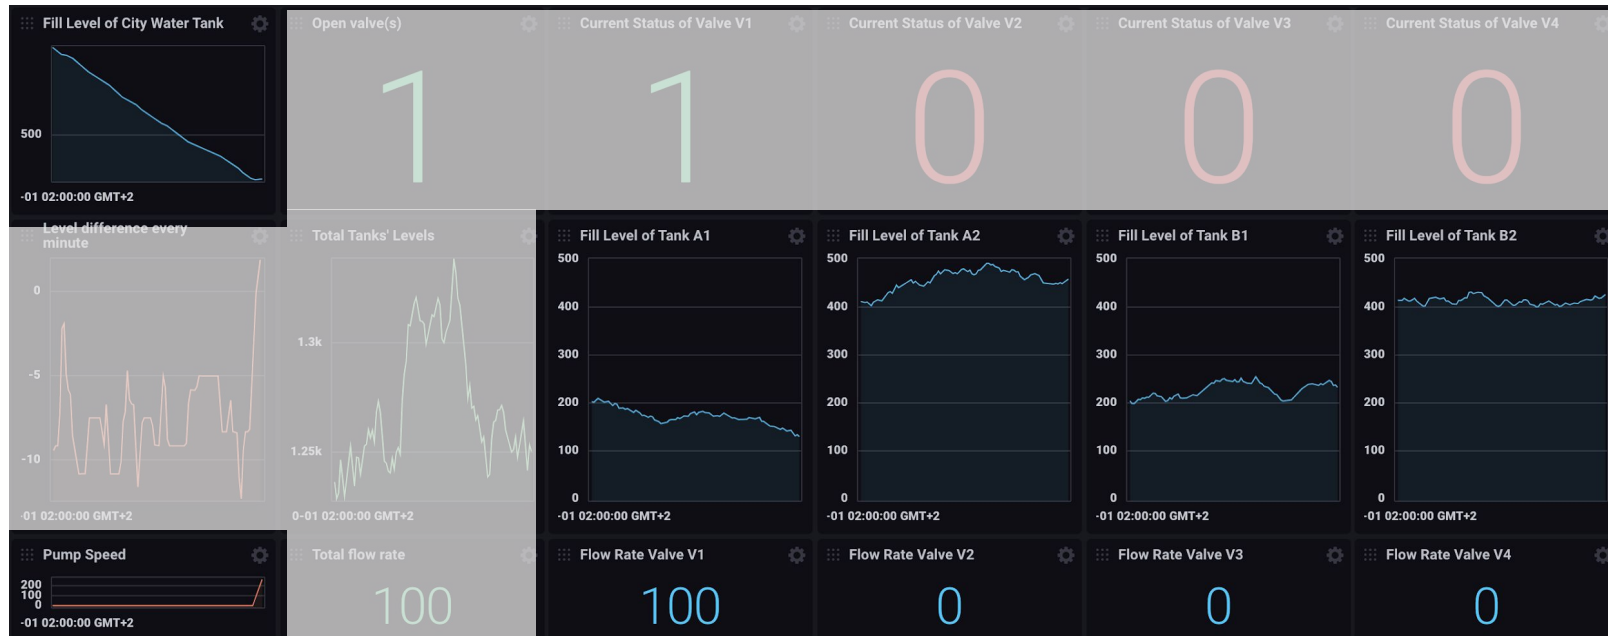 Fill Level of City Water Tank
500
-01 02:00:00 GMT+2
Open valve(s)
1
Current Status of Valve V1
1
Current Status of Valve V2
0
Current Status of Valve V3
0
Current Status of Valve V4
0
Level difference every
minute
0
-5
-10
-01 02:00:00 GMT+2
Total Tanks' Levels
1.3k
1.25k
0-01 02:00:00 GMT+2
Fill Level of Tank A1
500
400
300
200
100
0
-01 02:00:00 GMT+2
Fill Level of Tank A2
500
400
300
200
100
0
-01 02:00:00 GMT+2
Fill Level of Tank B1
500
400
300
200
100
0
-01 02:00:00 GMT+2
Fill Level of Tank B2
500
400
300
200
100
0
-01 02:00:00 GMT+2
Pump Speed
200
100
0
-01 02:00:00 GMT+2
Total flow rate
100
Flow Rate Valve V1
100
Flow Rate Valve V2
0
Flow Rate Valve V3
0
Flow Rate Valve V4
0